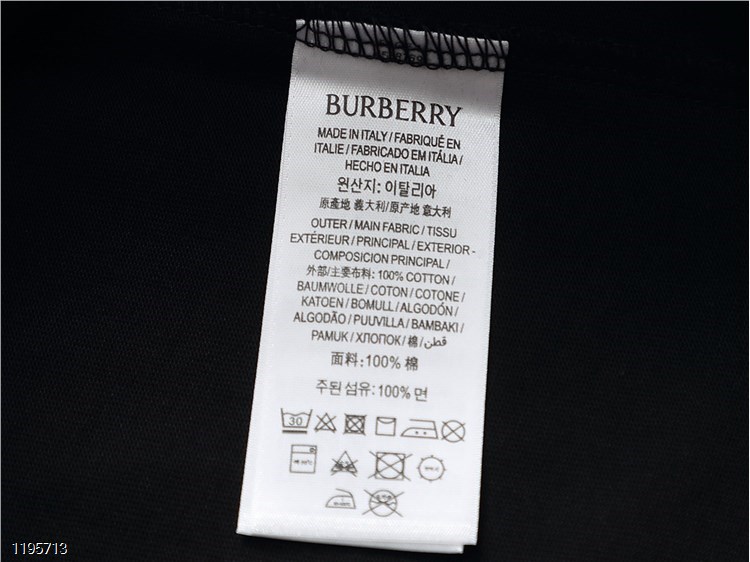 BURBERRY
MADE IN ITALY / FABRIQUÉ EN
ITALIE / FABRICADO EM ITÁLIA /
HECHO EN ITALIA
원산지: 이탈리아
原產地 義大利/原产地 意大利
OUTER / MAIN FABRIC / TISSU
EXTÉRIEUR / PRINCIPAL / EXTERIOR -
COMPOSICION PRINCIPAL /
外部/主要布料: 100% COTTON /
BAUMWOLLE / COTON / COTONE /
KATOEN / BOMULL / ALGODÓN /
ALGODÃO / PUUVILLA / BAMBAKI /
PAMUK / ХЛОПОК / 棉 / قطن
面料: 100% 棉
주된 섬유: 100% 면
30
1195713